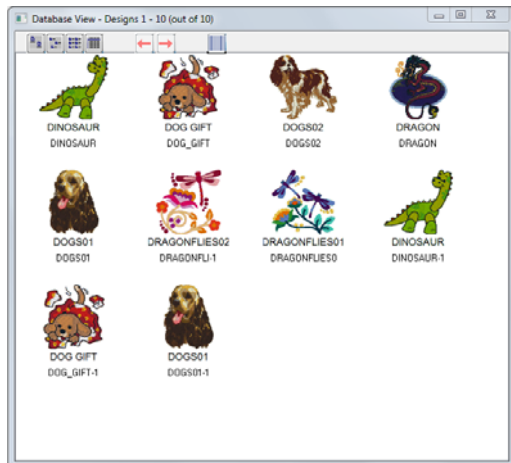 Database View - Designs 1 - 10 (out of 10)
DINOSAUR DOG GIFT DOGS02 DRAGON
DINOSAUR DOG_GIFT DOGS02 DRAGON
DOGS01 DRAGONFLIES02 DRAGONFLIES01 DINOSAUR
DOGS01 DRAGONFLI-1 DRAGONFLIES0 DINOSAUR-1
DOG GIFT DOGS01
DOG_GIFT-1 DOGS01-1